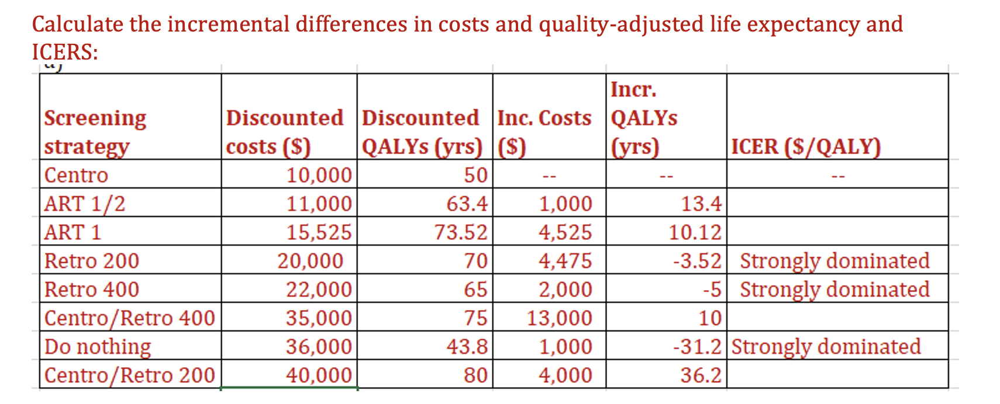 Calculate the incremental differences in costs and quality-adjusted life expectancy and
ICERS:
Screening strategy | Discounted costs ($) | Discounted QALYs (yrs) | Inc. Costs ($) | Incr. QALYs (yrs) | ICER ($/QALY)
Centro | 10,000 | 50 | -- | -- | --
ART 1/2 | 11,000 | 63.4 | 1,000 | 13.4 |
ART 1 | 15,525 | 73.52 | 4,525 | 10.12 |
Retro 200 | 20,000 | 70 | 4,475 | -3.52 | Strongly dominated
Retro 400 | 22,000 | 65 | 2,000 | -5 | Strongly dominated
Centro/Retro 400 | 35,000 | 75 | 13,000 | 10 |
Do nothing | 36,000 | 43.8 | 1,000 | -31.2 | Strongly dominated
Centro/Retro 200 | 40,000 | 80 | 4,000 | 36.2 |